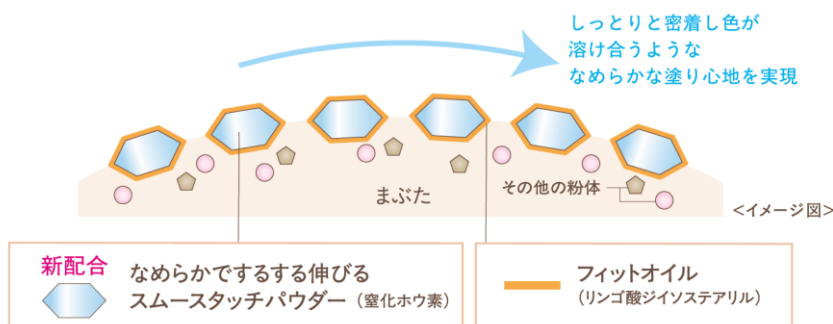 しっとりと密着し色が
溶け合うような
なめらかな塗り心地を実現
まぶた
その他の粉体
<イメージ図>
新配合
なめらかでするする伸びる
スムースタッチパウダー（窒化ホウ素）
フィットオイル
（リンゴ酸ジイソステアリル）